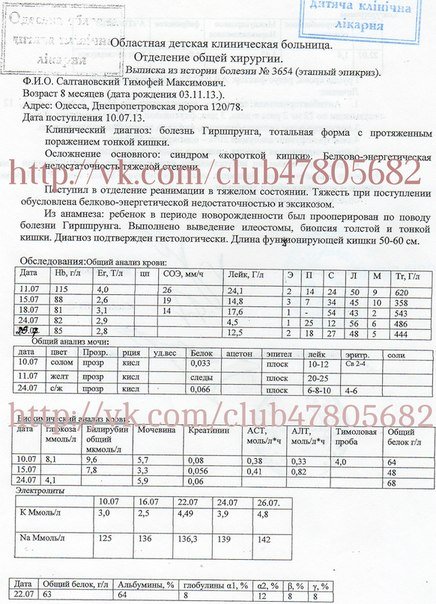 Одеська обласна
дитяча клінічна
лікарня
дитяча клінічна
лікарня
Областная детская клиническая больница.
Отделение общей хирургии.
Выписка из истории болезни № 3654 (этапный эпикриз).
Ф.И.О. Салтановский Тимофей Максимович.
Возраст 8 месяцев (дата рождения 03.11.13.).
Адрес: Одесса, Днепропетровская дорога 120/78.
Дата поступления 10.07.13.
Клинический диагноз: болезнь Гиршпрунга, тотальная форма с протяженным
поражением тонкой кишки.
Осложнение основного: синдром «короткой кишки». Белково-энергетическая
недостаточность тяжелой степени.
http://vk.com/club47805682
Поступил в отделение реанимации в тяжелом состоянии. Тяжесть при поступлении
обусловлена белково-энергетической недостаточностью и эксикозом.
Из анамнеза: ребенок в периоде новорожденности был прооперирован по поводу
болезни Гиршпрунга. Выполнено выведение илеостомы, биопсия толстой и тонкой
кишки. Диагноз подтвержден гистологически. Длина функционирующей кишки 50-60 см.
Обследования:Общий анализ крови:
Дата Hb, г/л Er, Т/л цп СОЭ, мм/ч Лейк, Г/л Э П С Л М Тr, Г/л
11.07 115 4,0 26 24,1 2 14 24 50 9 620
15.07 88 2,6 19 14,8 3 7 34 45 10 358
18.07 81 3,1 14 17,6 1 - 54 43 2 543
24.07 82 2,9 4,5 1 25 12 56 6 486
85 2,8 12,5 2 18 27 48 5 444
Общий анализ мочи:
дата цвет Прозр. рция уд.вес Белок ацетон эпител лейк эритр. соли
10.07 солом прозр кисл 0,033 плоск 10-12 Св 2-4
11.07 желт прозр кисл следы плоск 20-25
24.07 с/ж прозр кисл 0,066 плоск 6-8-10 4-6
http://vk.com/club47805682
Биохимический анализ крови:
дата глюкоза ммоль/л Билирубин общий мкмоль/л Мочевина Креатинин АСТ, моль/л*ч АЛТ, моль/л*ч Тимоловая проба Общий белок г/л
10.07 8,1 9,6 5,7 0,08 0,38 0,33 4,0 64
15.07 7,8 3,3 0,056 0,41 0,82 48
24.07 4,1 5,9 0,06 68
Электролиты
10.07 16.07 22.07 24.07 26.07.
К Ммоль/л 3,0 2,5 4,49 3,9 4,8
Na Ммоль/л 125 136 136,3 139 142
Дата Общий белок, г/л Альбумины, % глобулины α1, % α2, % β, % γ, %
22.07 63 64 8 12 8 8